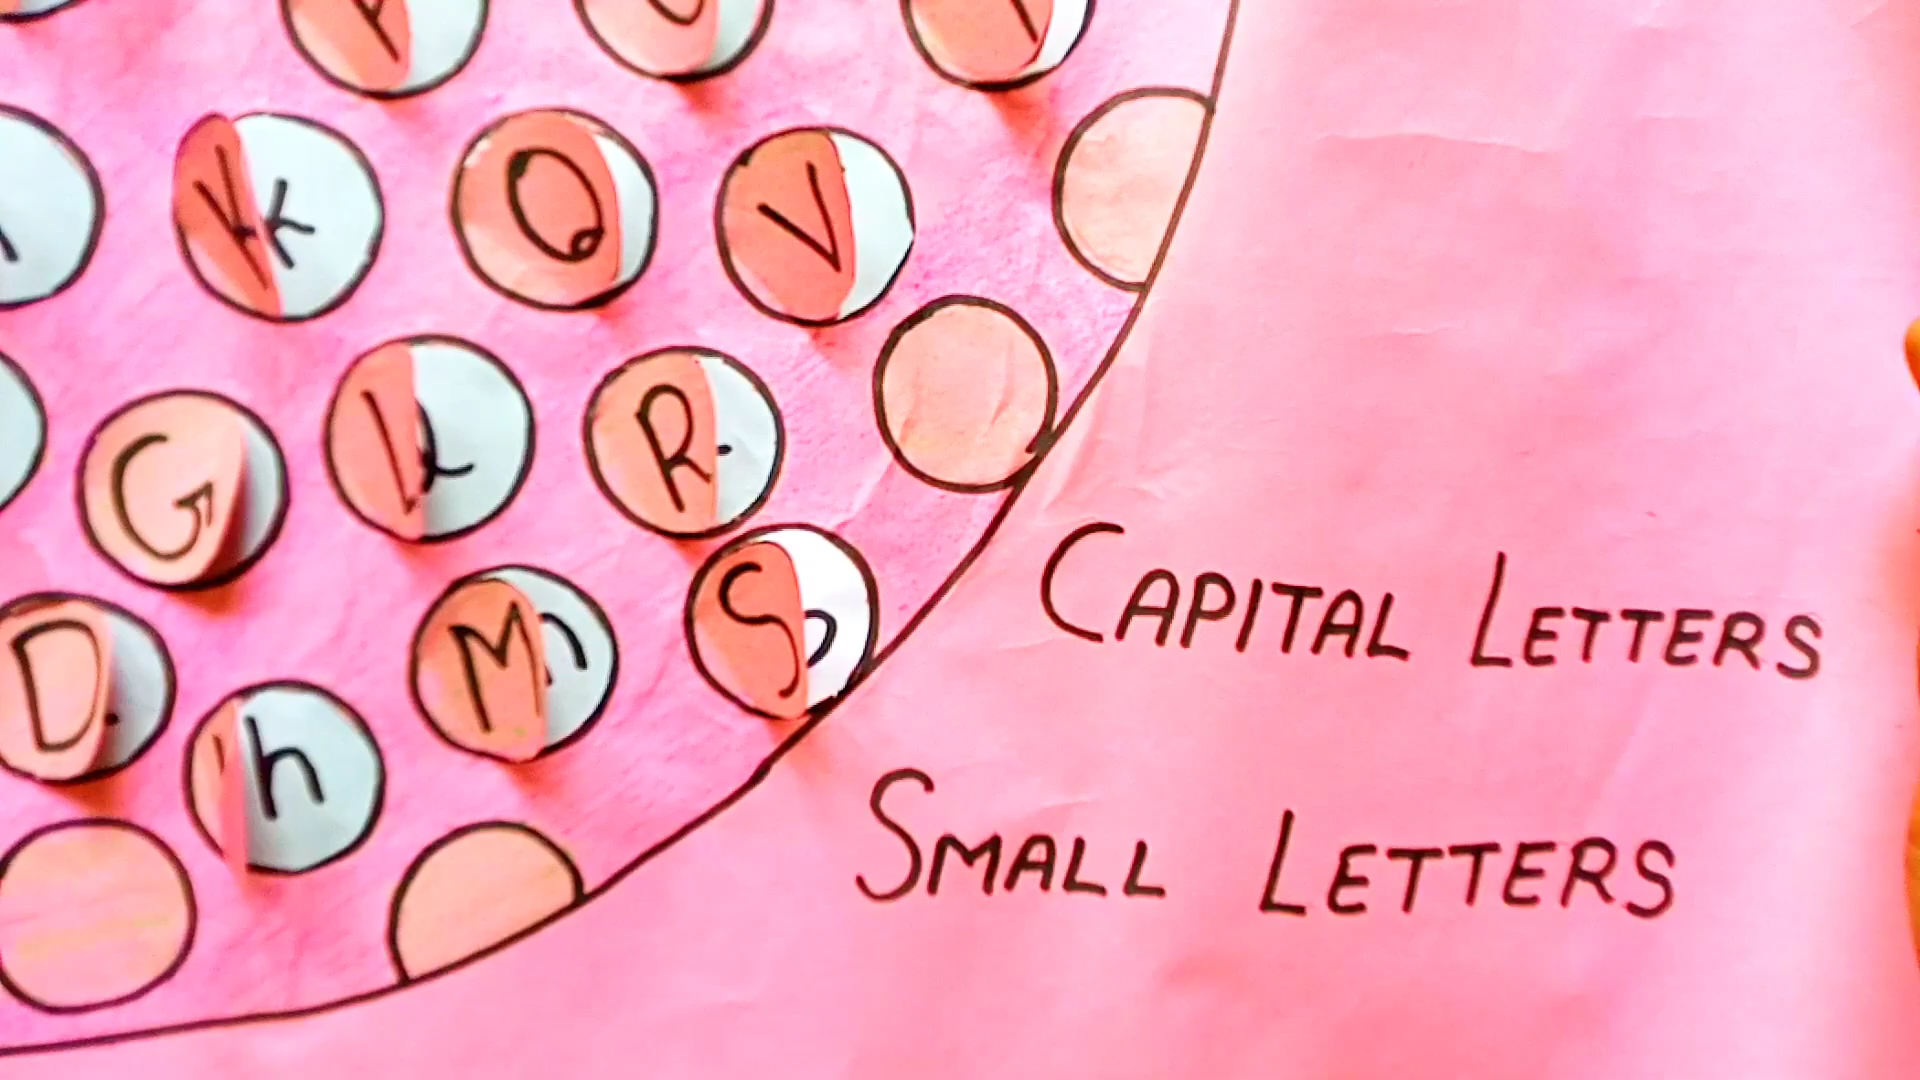 K k Q V
G L R
D M S
h
CAPITAL LETTERS
SMALL LETTERS